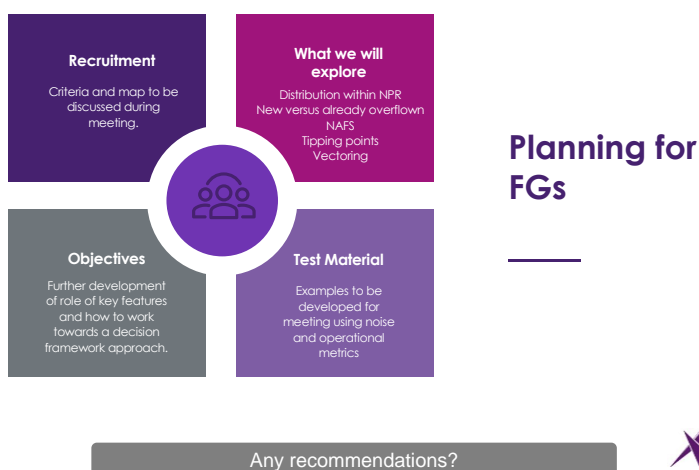 Recruitment
Criteria and map to be
discussed during
meeting.
What we will
explore
Distribution within NPR
New versus already overflown
NAFS
Tipping points
Vectoring
Planning for
FGs
Objectives
Further development
of role of key features
and how to work
towards a decision
framework approach.
Test Material
Examples to be
developed for
meeting using noise
and operational
metrics
Any recommendations?